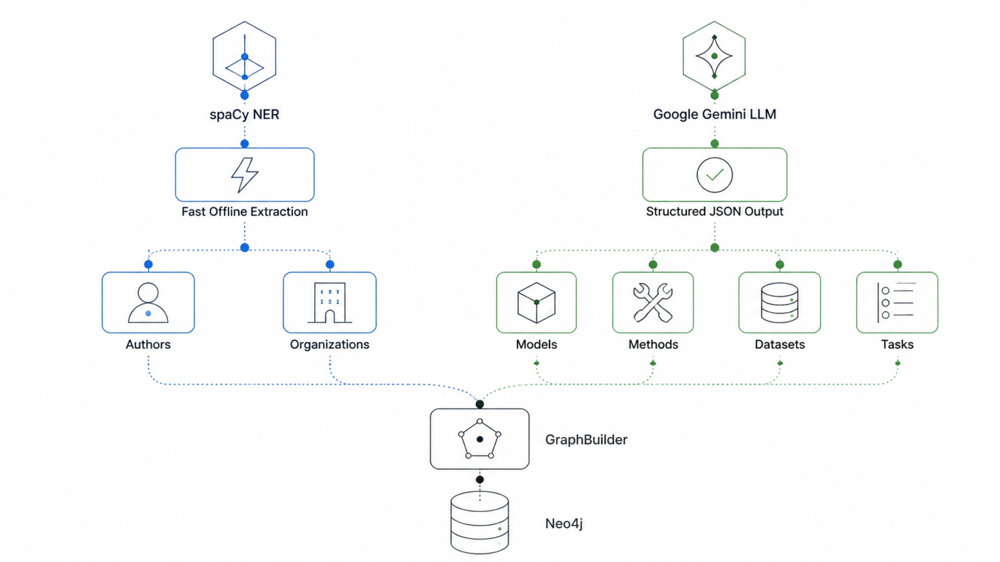 spaCy NER
Google Gemini LLM
Fast Offline Extraction
Structured JSON Output
Authors
Organizations
Models
Methods
Datasets
Tasks
GraphBuilder
Neo4j